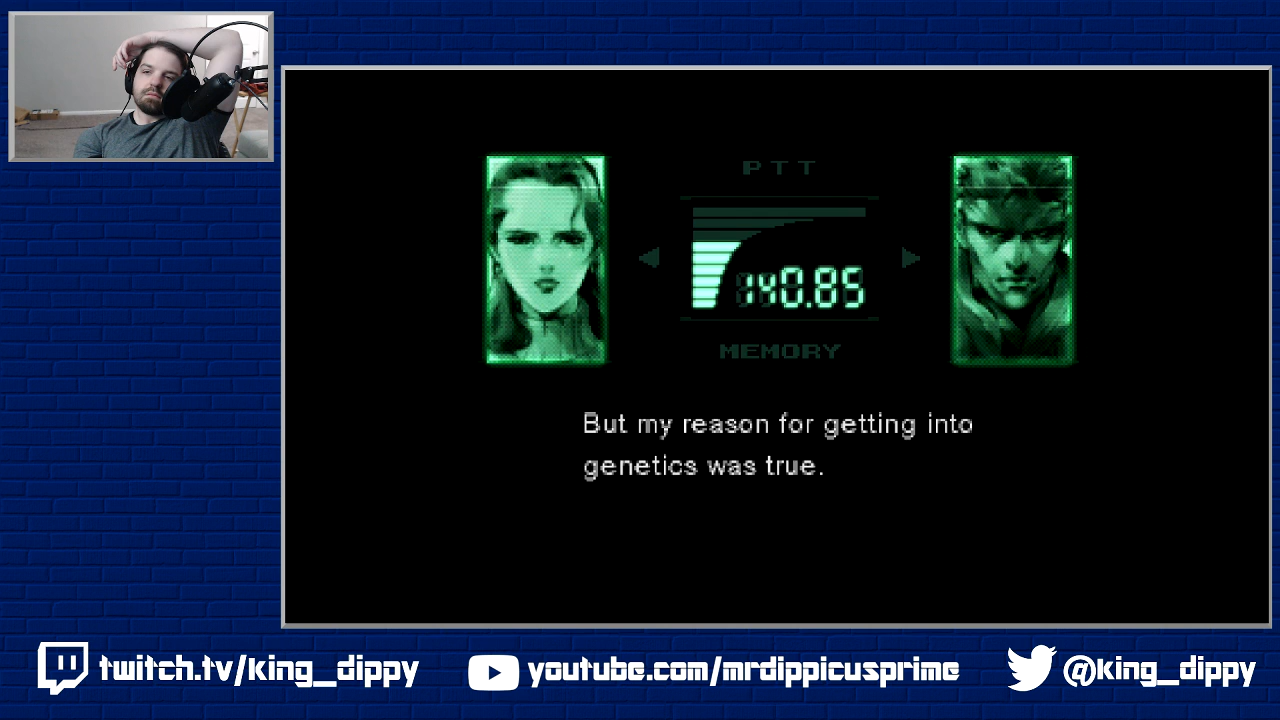 PTT
140.85
MEMORY
But my reason for getting into
genetics was true.
twitch.tv/king_dippy
youtube.com/mrdippicusprime
@king_dippy